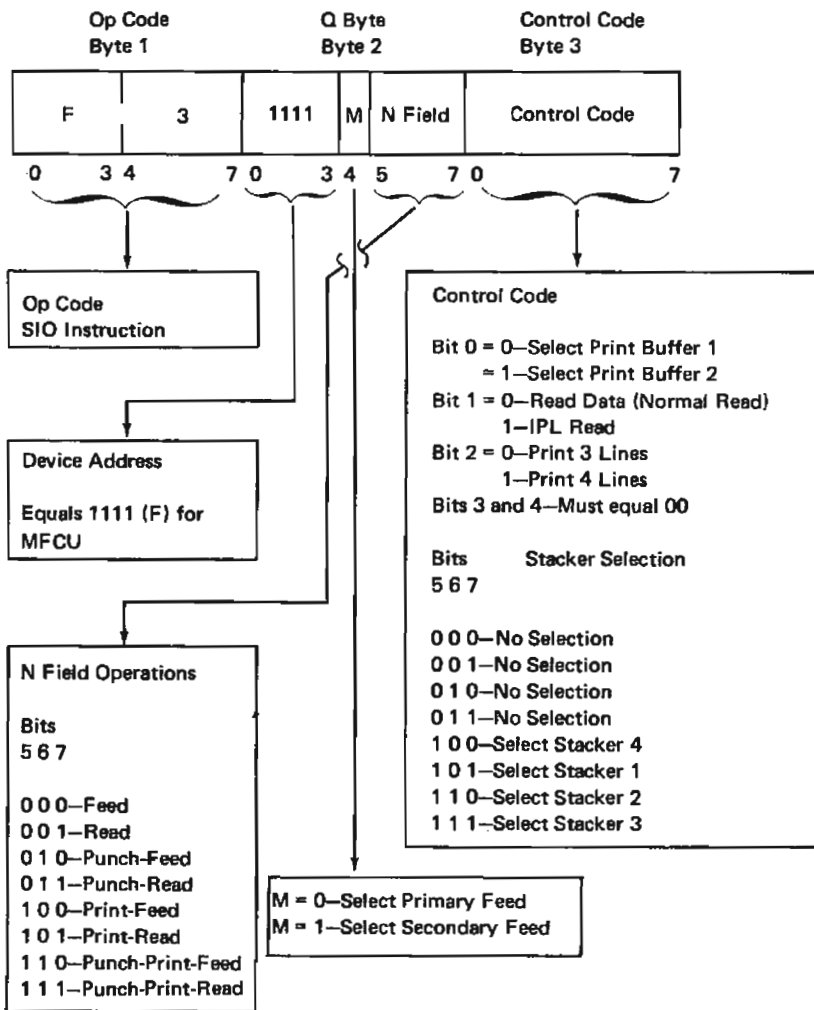 Op Code Q Byte Control Code
Byte 1 Byte 2 Byte 3
F 3 1111 M N Field Control Code
0 3 4 7 0 3 4 5 7 0 7
Op Code
SIO Instruction
Device Address
Equals 1111 (F) for
MFCU
N Field Operations
Bits
5 6 7
0 0 0—Feed
0 0 1—Read
0 1 0—Punch-Feed
0 1 1—Punch-Read
1 0 0—Print-Feed
1 0 1—Print-Read
1 1 0—Punch-Print-Feed
1 1 1—Punch-Print-Read
M = 0—Select Primary Feed
M = 1—Select Secondary Feed
Control Code
Bit 0 = 0—Select Print Buffer 1
= 1—Select Print Buffer 2
Bit 1 = 0—Read Data (Normal Read)
1—IPL Read
Bit 2 = 0—Print 3 Lines
1—Print 4 Lines
Bits 3 and 4—Must equal 00
Bits Stacker Selection
5 6 7
0 0 0—No Selection
0 0 1—No Selection
0 1 0—No Selection
0 1 1—No Selection
1 0 0—Select Stacker 4
1 0 1—Select Stacker 1
1 1 0—Select Stacker 2
1 1 1—Select Stacker 3